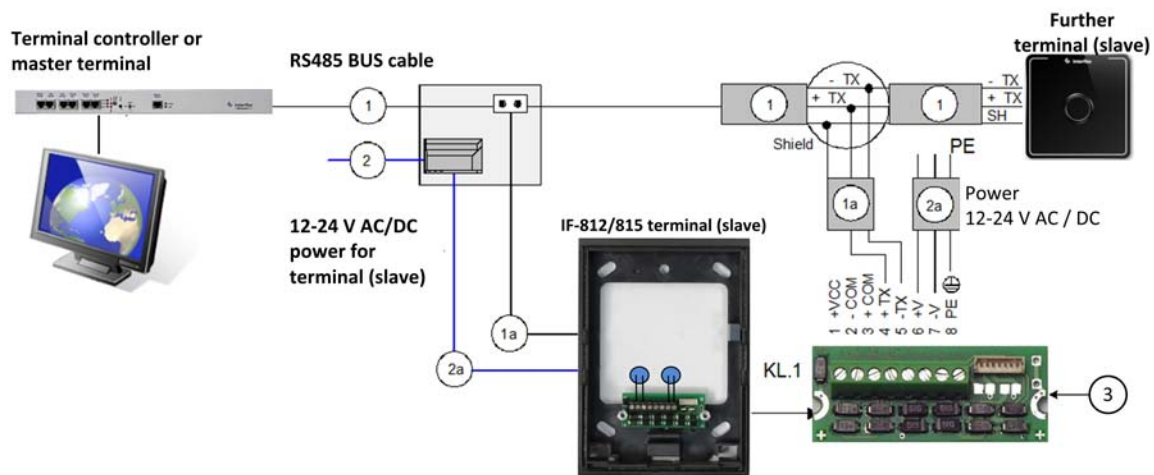 Terminal controller or
master terminal
RS485 BUS cable
Further
terminal (slave)
1
2
12-24 V AC/DC
power for
terminal (slave)
1
- TX
+ TX
Shield
1
- TX
+ TX
SH
PE
1a
2a
Power
12-24 V AC / DC
IF-812/815 terminal (slave)
1a
2a
1 +VCC
2 - COM
3 + COM
4 + TX
5 -TX
6 +V
7 -V
8 PE
KL.1
3